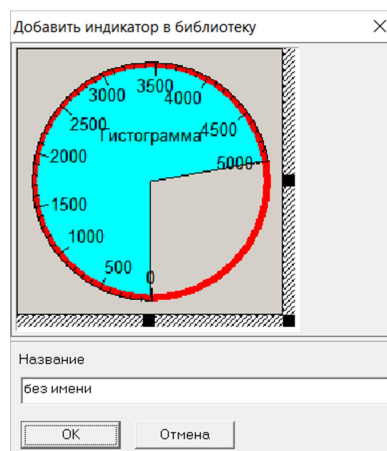 Добавить индикатор в библиотеку
3500
3000
4000
2500
4500
Гистограмма
2000
5000
1500
1000
500
0
Название
без имени
OK
Отмена